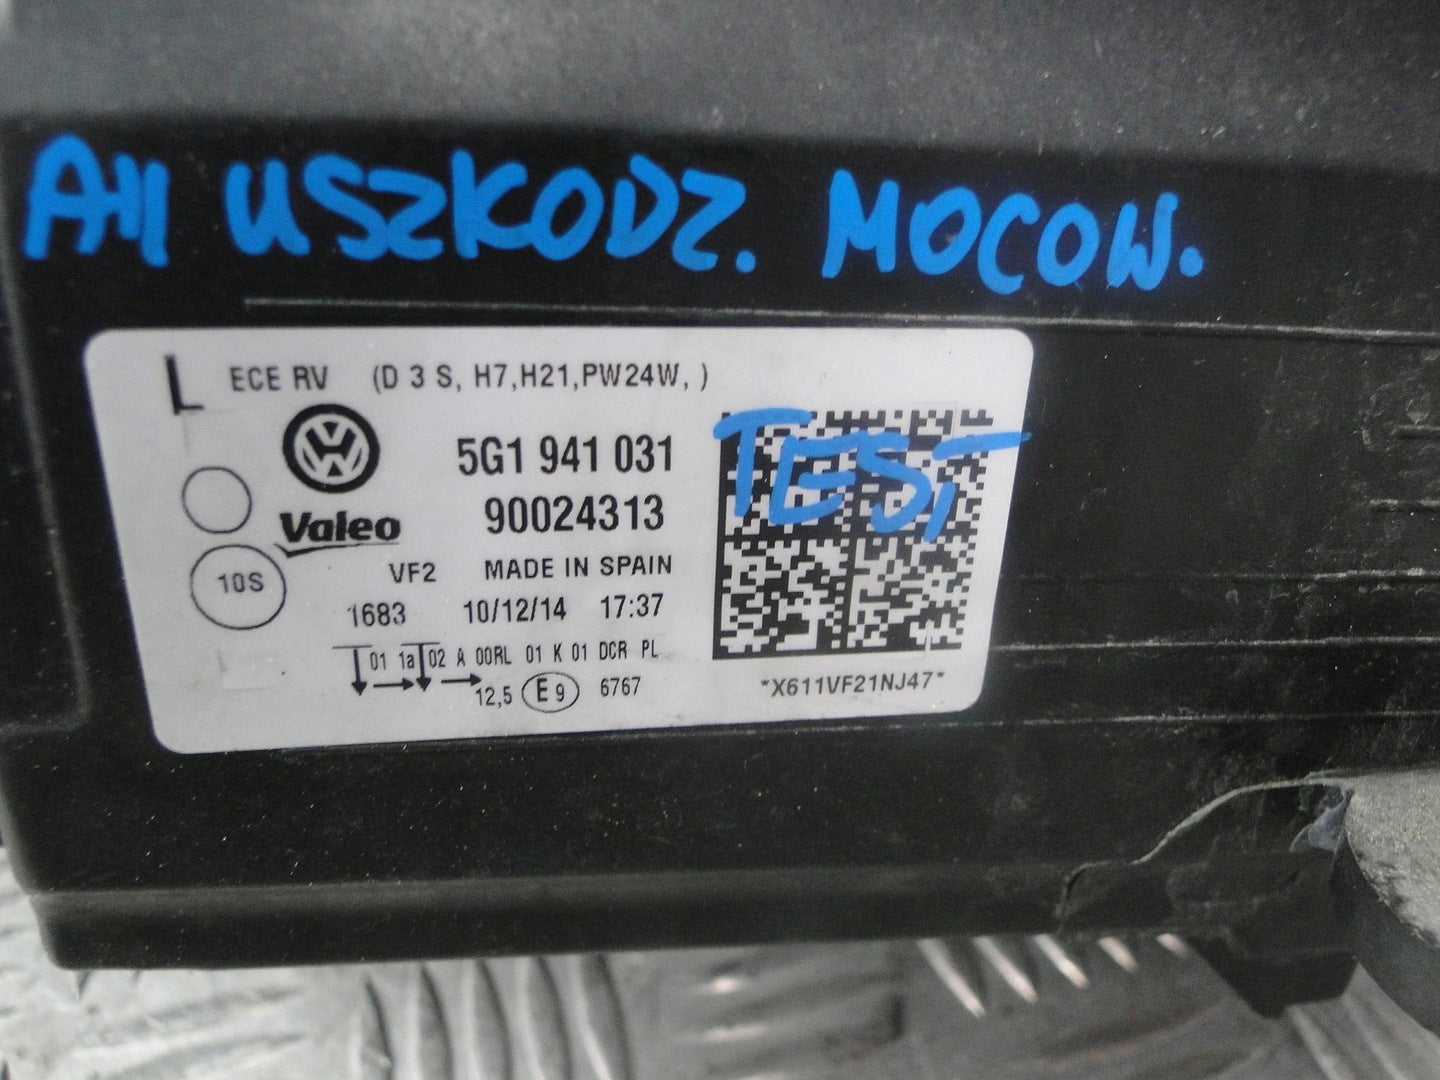 A11 USZKODZ. MOCOW.
L ECE RV (D 3 S, H7,H21,PW24W, )
5G1 941 031
TEST
Valeo
90024313
10S
VF2 MADE IN SPAIN
1683 10/12/14 17:37
01 1a 02 A 00RL 01 K 01 DCR PL
12,5 E9 6767
*X611VF21NJ47*